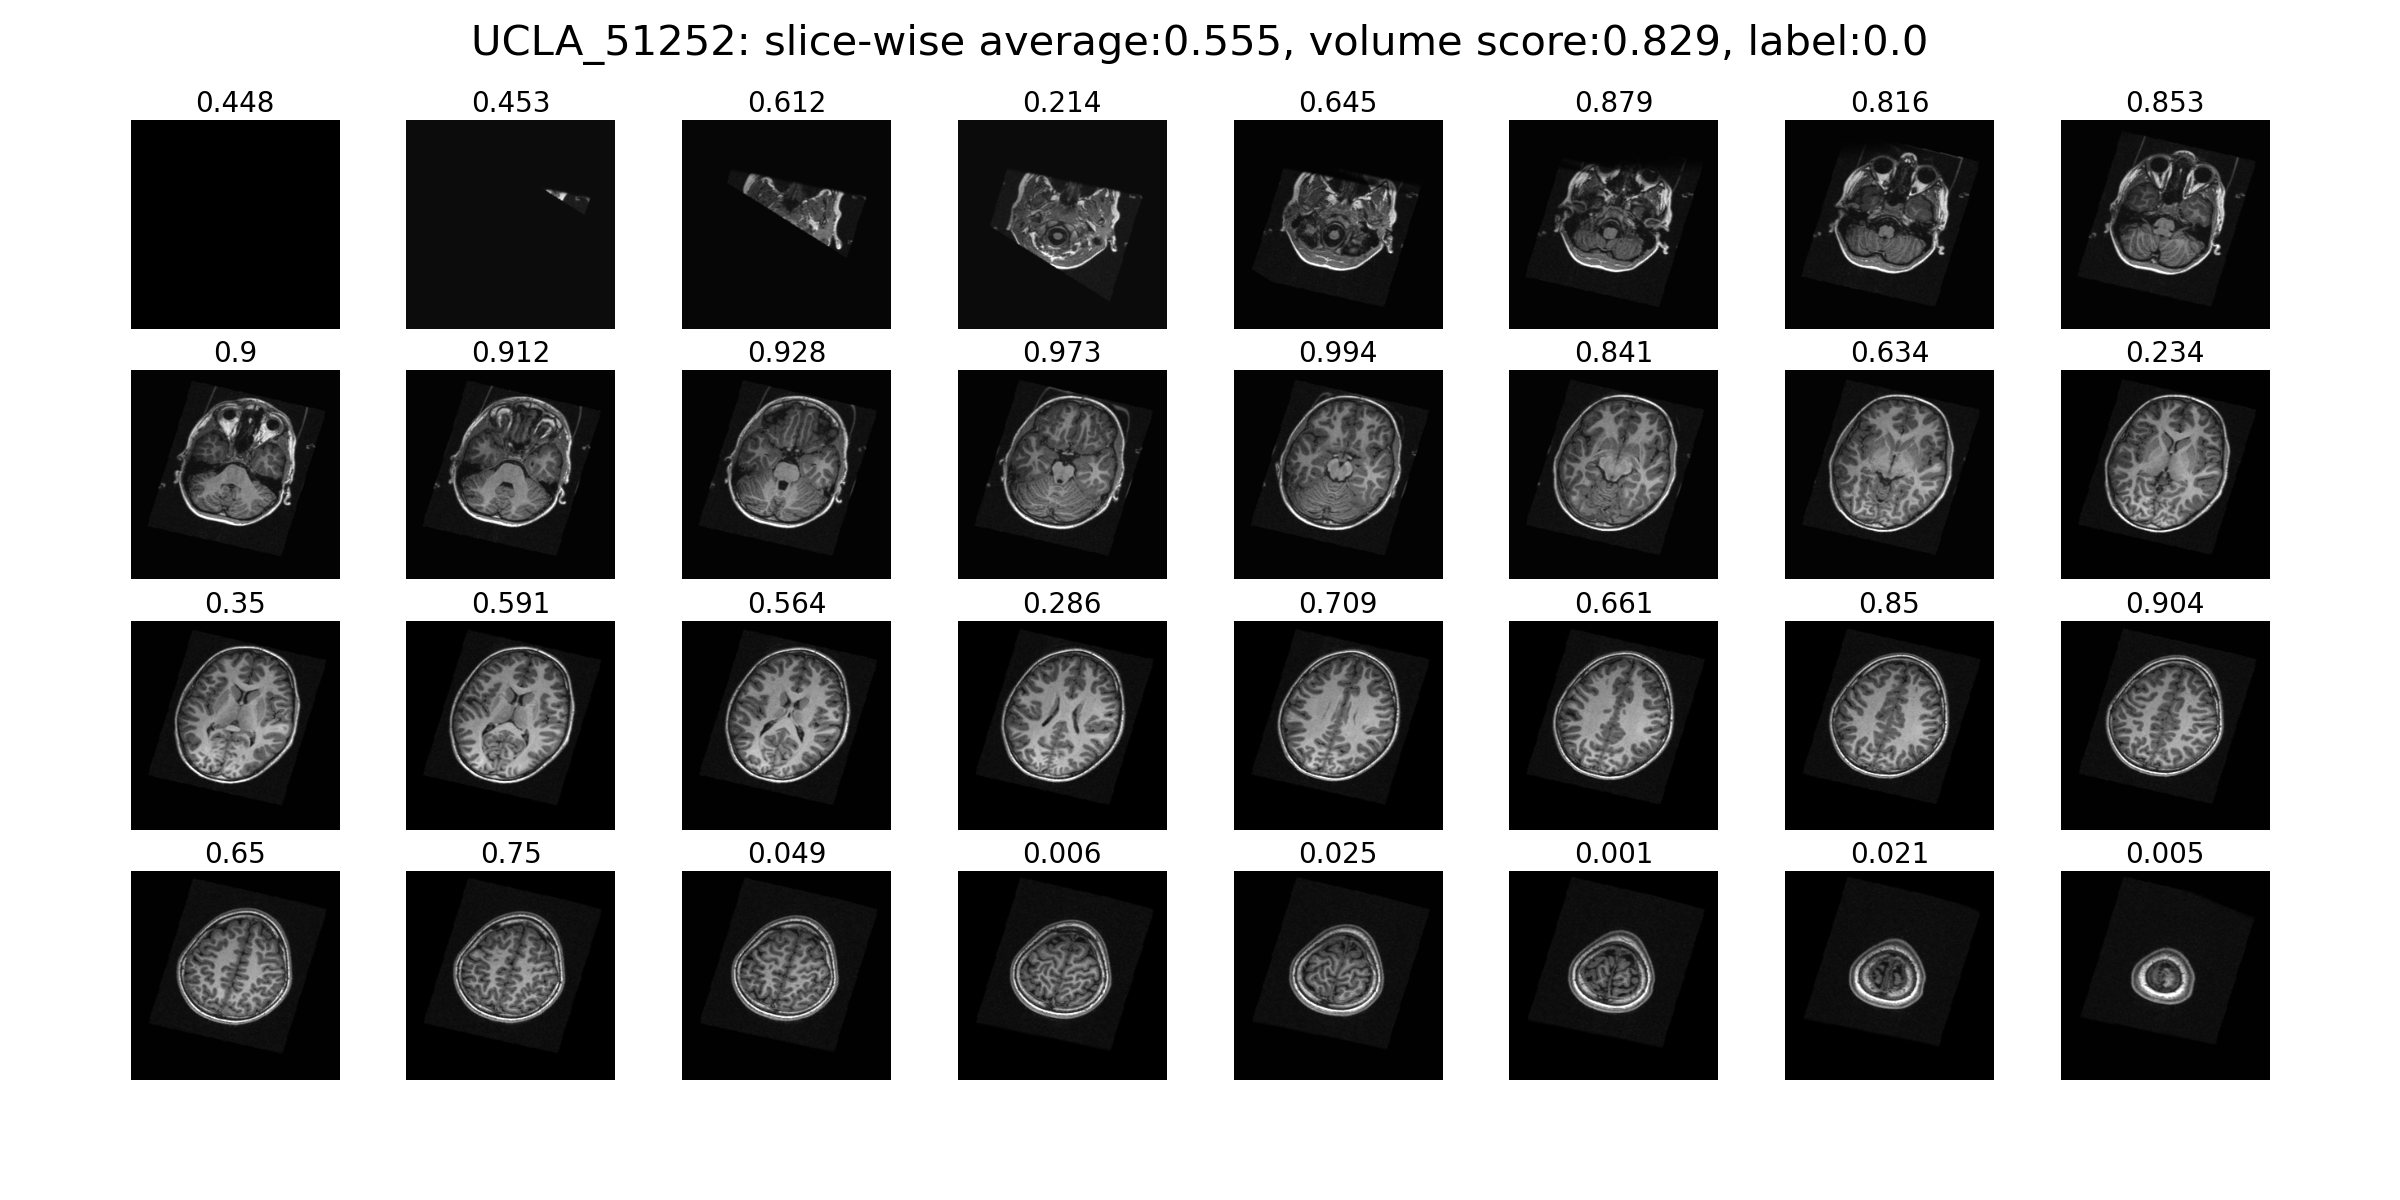 UCLA_51252: slice-wise average:0.555, volume score:0.829, label:0.0
0.448 0.453 0.612 0.214 0.645 0.879 0.816 0.853
0.9 0.912 0.928 0.973 0.994 0.841 0.634 0.234
0.35 0.591 0.564 0.286 0.709 0.661 0.85 0.904
0.65 0.75 0.049 0.006 0.025 0.001 0.021 0.005